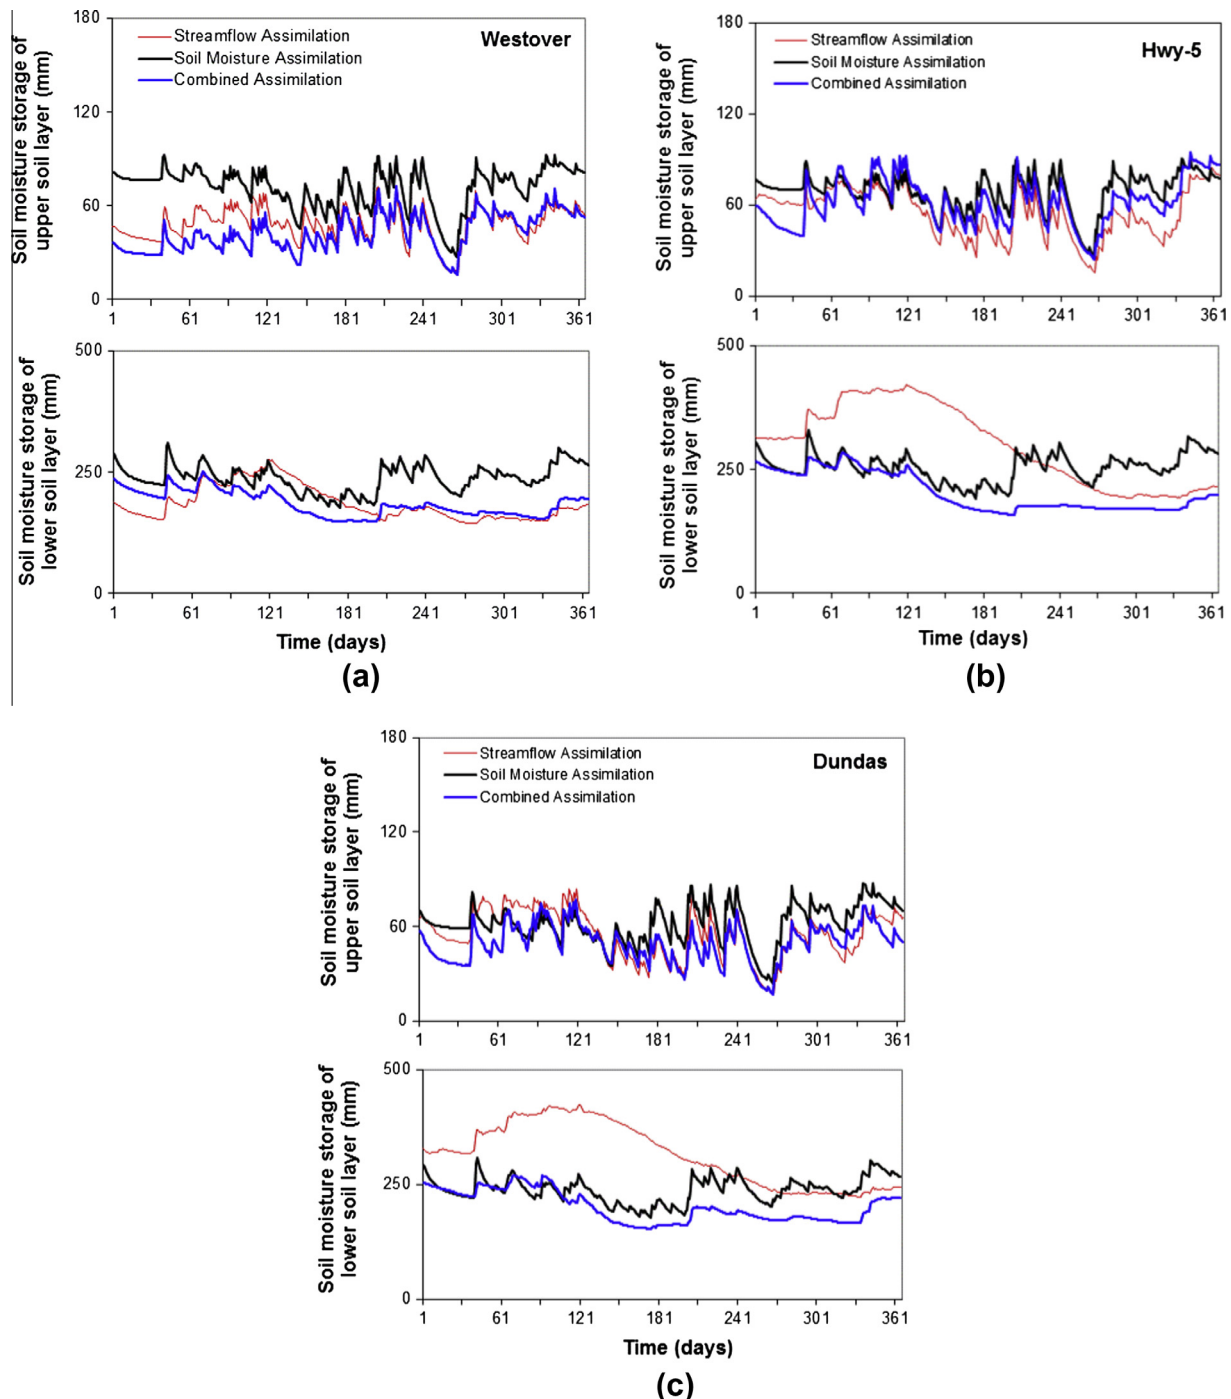 Soil moisture storage of
upper soil layer (mm)
180
120
60
0
Streamflow Assimilation
Soil Moisture Assimilation
Combined Assimilation
Westover
1 61 121 181 241 301 361
Soil moisture storage of
lower soil layer (mm)
500
250
0
1 61 121 181 241 301 361
Time (days)
(a)
Soil moisture storage of
upper soil layer (mm)
180
120
60
0
Streamflow Assimilation
Soil Moisture Assimilation
Combined Assimilation
Hwy-5
1 61 121 181 241 301 361
Soil moisture storage of
lower soil layer (mm)
500
250
0
1 61 121 181 241 301 361
Time (days)
(b)
Soil moisture storage of
upper soil layer (mm)
180
120
60
0
Streamflow Assimilation
Soil Moisture Assimilation
Combined Assimilation
Dundas
1 61 121 181 241 301 361
Soil moisture storage of
lower soil layer (mm)
500
250
0
1 61 121 181 241 301 361
Time (days)
(c)